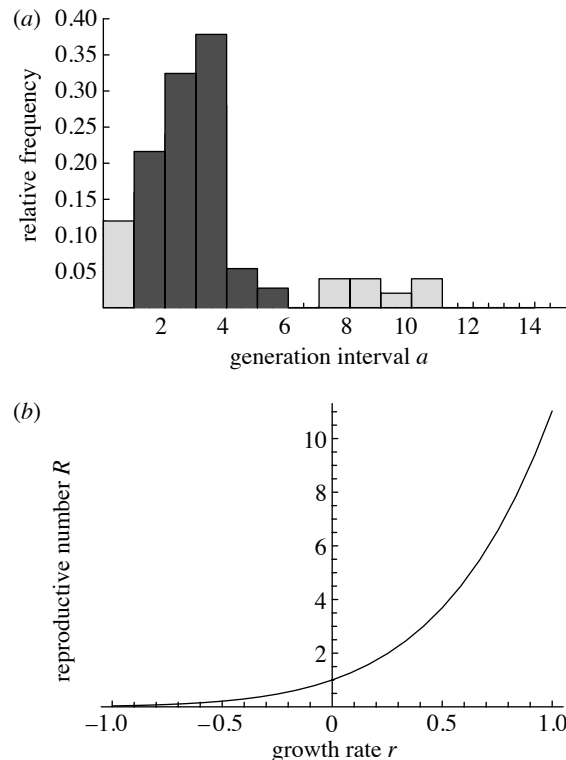 (a)
0.40
0.35
0.30
0.25
0.20
0.15
0.10
0.05
relative frequency
2 4 6 8 10 12 14
generation interval a
(b)
10
8
6
4
2
reproductive number R
−1.0 −0.5 0 0.5 1.0
growth rate r